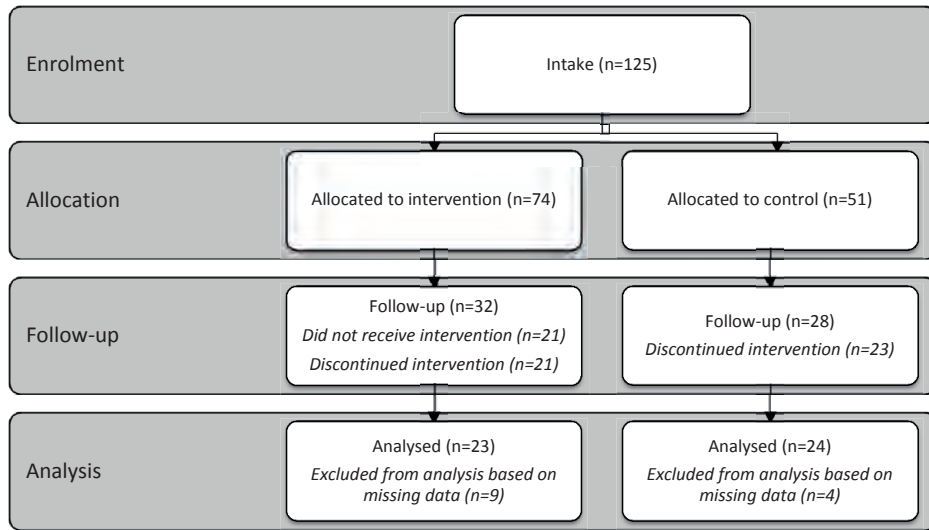 Enrolment
Intake (n=125)
Allocation
Allocated to intervention (n=74)
Allocated to control (n=51)
Follow-up
Follow-up (n=32)
Did not receive intervention (n=21)
Discontinued intervention (n=21)
Follow-up (n=28)
Discontinued intervention (n=23)
Analysis
Analysed (n=23)
Excluded from analysis based on
missing data (n=9)
Analysed (n=24)
Excluded from analysis based on
missing data (n=4)